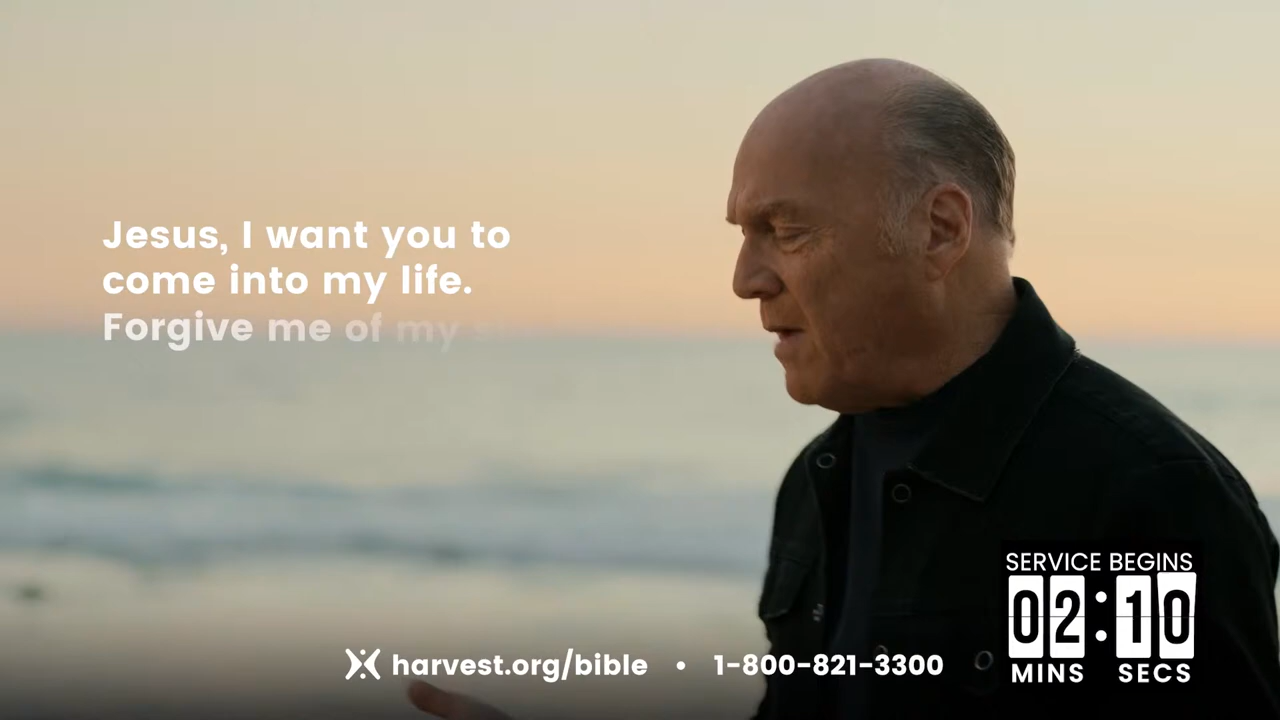 Jesus, I want you to
come into my life.
Forgive me of my
harvest.org/bible • 1-800-821-3300
SERVICE BEGINS
02:10
MINS SECS